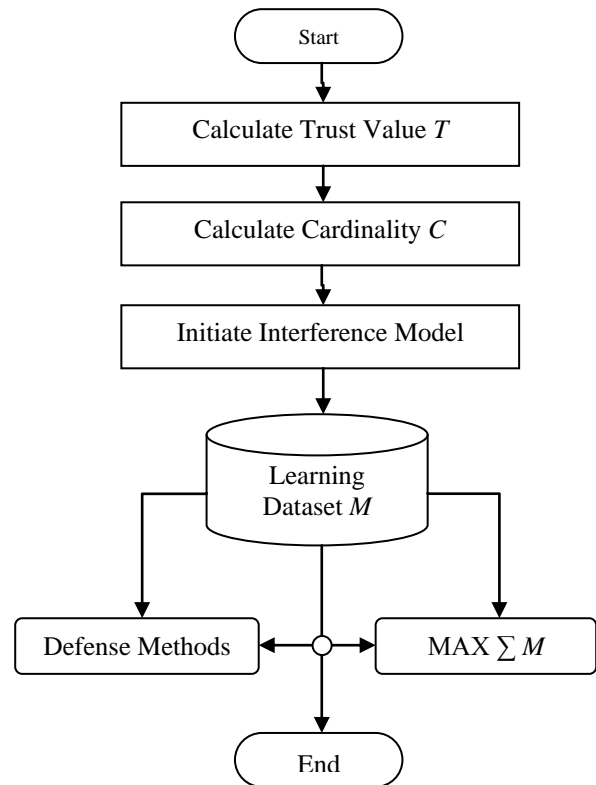 Start
Calculate Trust Value T
Calculate Cardinality C
Initiate Interference Model
Learning
Dataset M
Defense Methods
MAX ∑ M
End